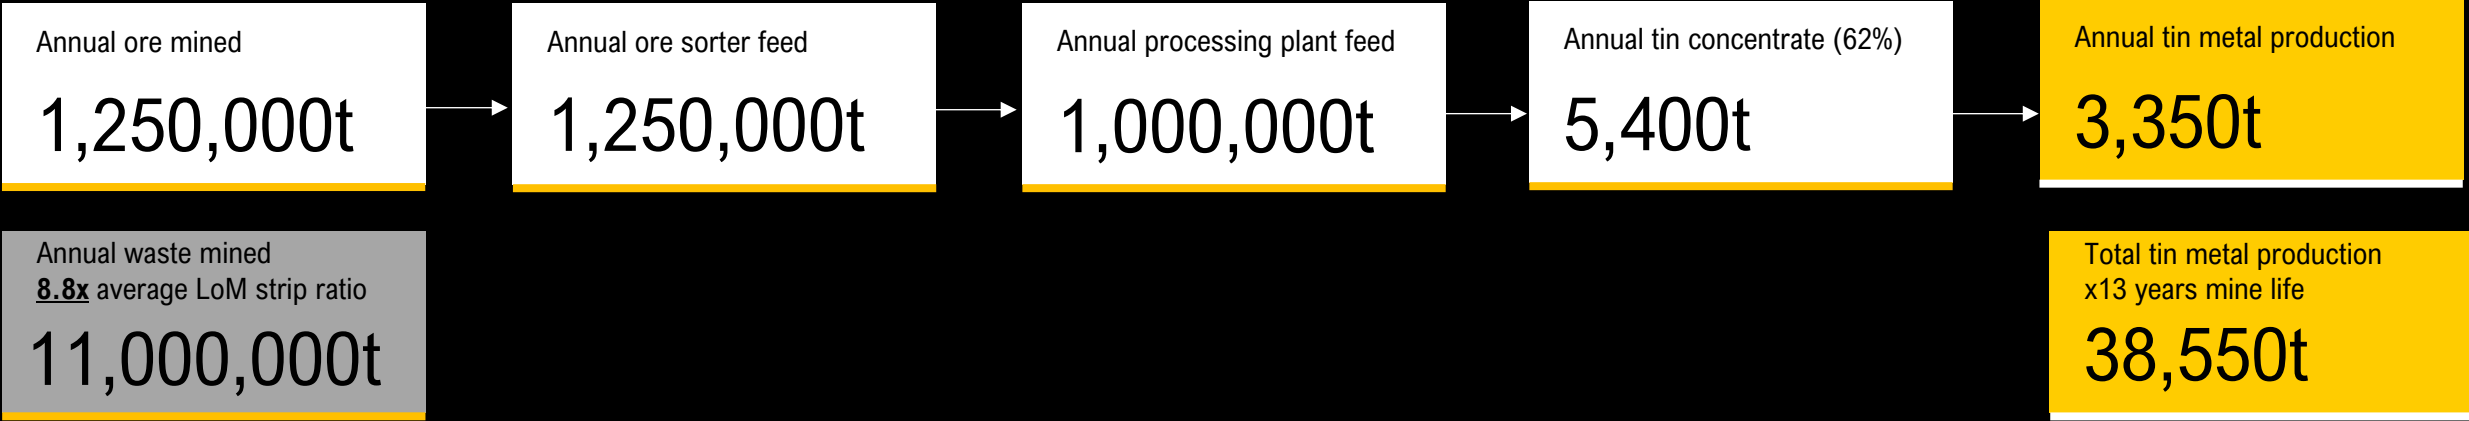 Annual ore mined
1,250,000t
Annual ore sorter feed
1,250,000t
Annual processing plant feed
1,000,000t
Annual tin concentrate (62%)
5,400t
Annual tin metal production
3,350t
Annual waste mined
8.8x average LoM strip ratio
11,000,000t
Total tin metal production
x13 years mine life
38,550t